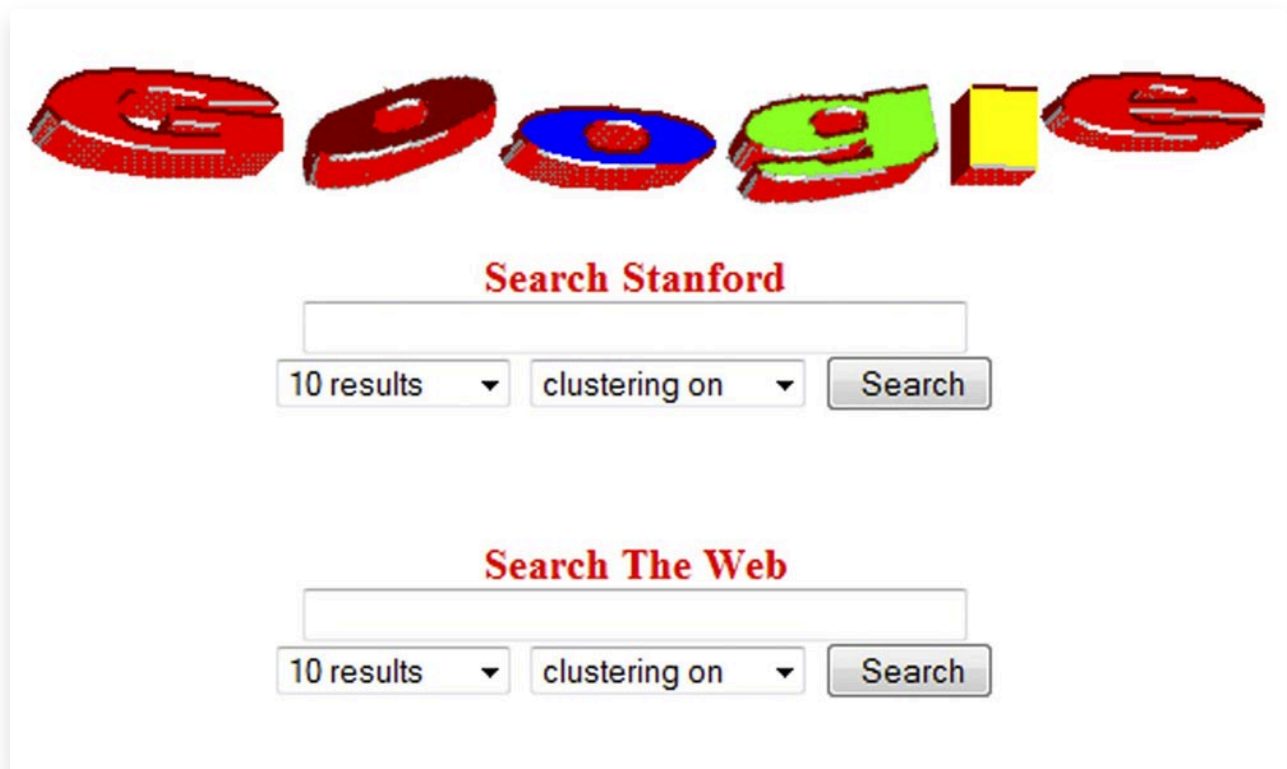 Google
Search Stanford
10 results clustering on Search
Search The Web
10 results clustering on Search